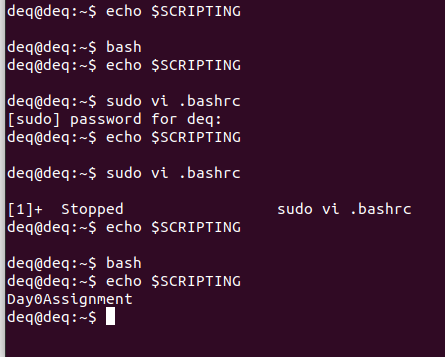 deq@deq:~$ echo $SCRIPTING
deq@deq:~$ bash
deq@deq:~$ echo $SCRIPTING
deq@deq:~$ sudo vi .bashrc
[sudo] password for deq:
deq@deq:~$ echo $SCRIPTING
deq@deq:~$ sudo vi .bashrc
[1]+  Stopped                 sudo vi .bashrc
deq@deq:~$ echo $SCRIPTING
deq@deq:~$ bash
deq@deq:~$ echo $SCRIPTING
Day0Assignment
deq@deq:~$